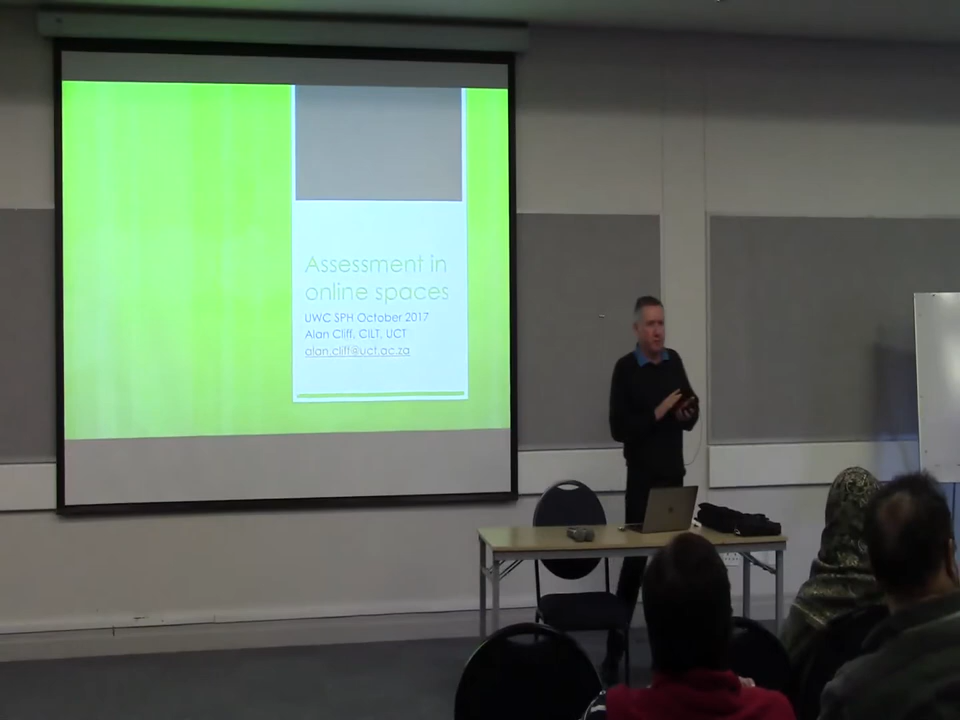 Assessment in
online spaces
UWC SPH October 2017
Alan Cliff, CILT, UCT
alan.cliff@uct.ac.za